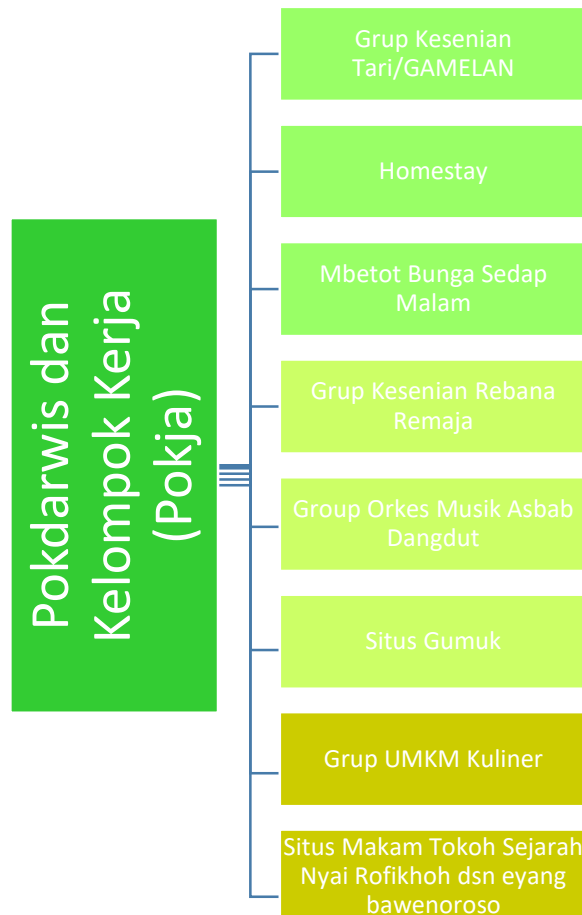 Pokdarwis dan
Kelompok Kerja
(Pokja)
Grup Kesenian
Tari/GAMELAN
Homestay
Mbetot Bunga Sedap
Malam
Grup Kesenian Rebana
Remaja
Group Orkes Musik Asbab
Dangdut
Situs Gumuk
Grup UMKM Kuliner
Situs Makam Tokoh Sejarah
Nyai Rofikhoh dsn eyang
bawenoroso